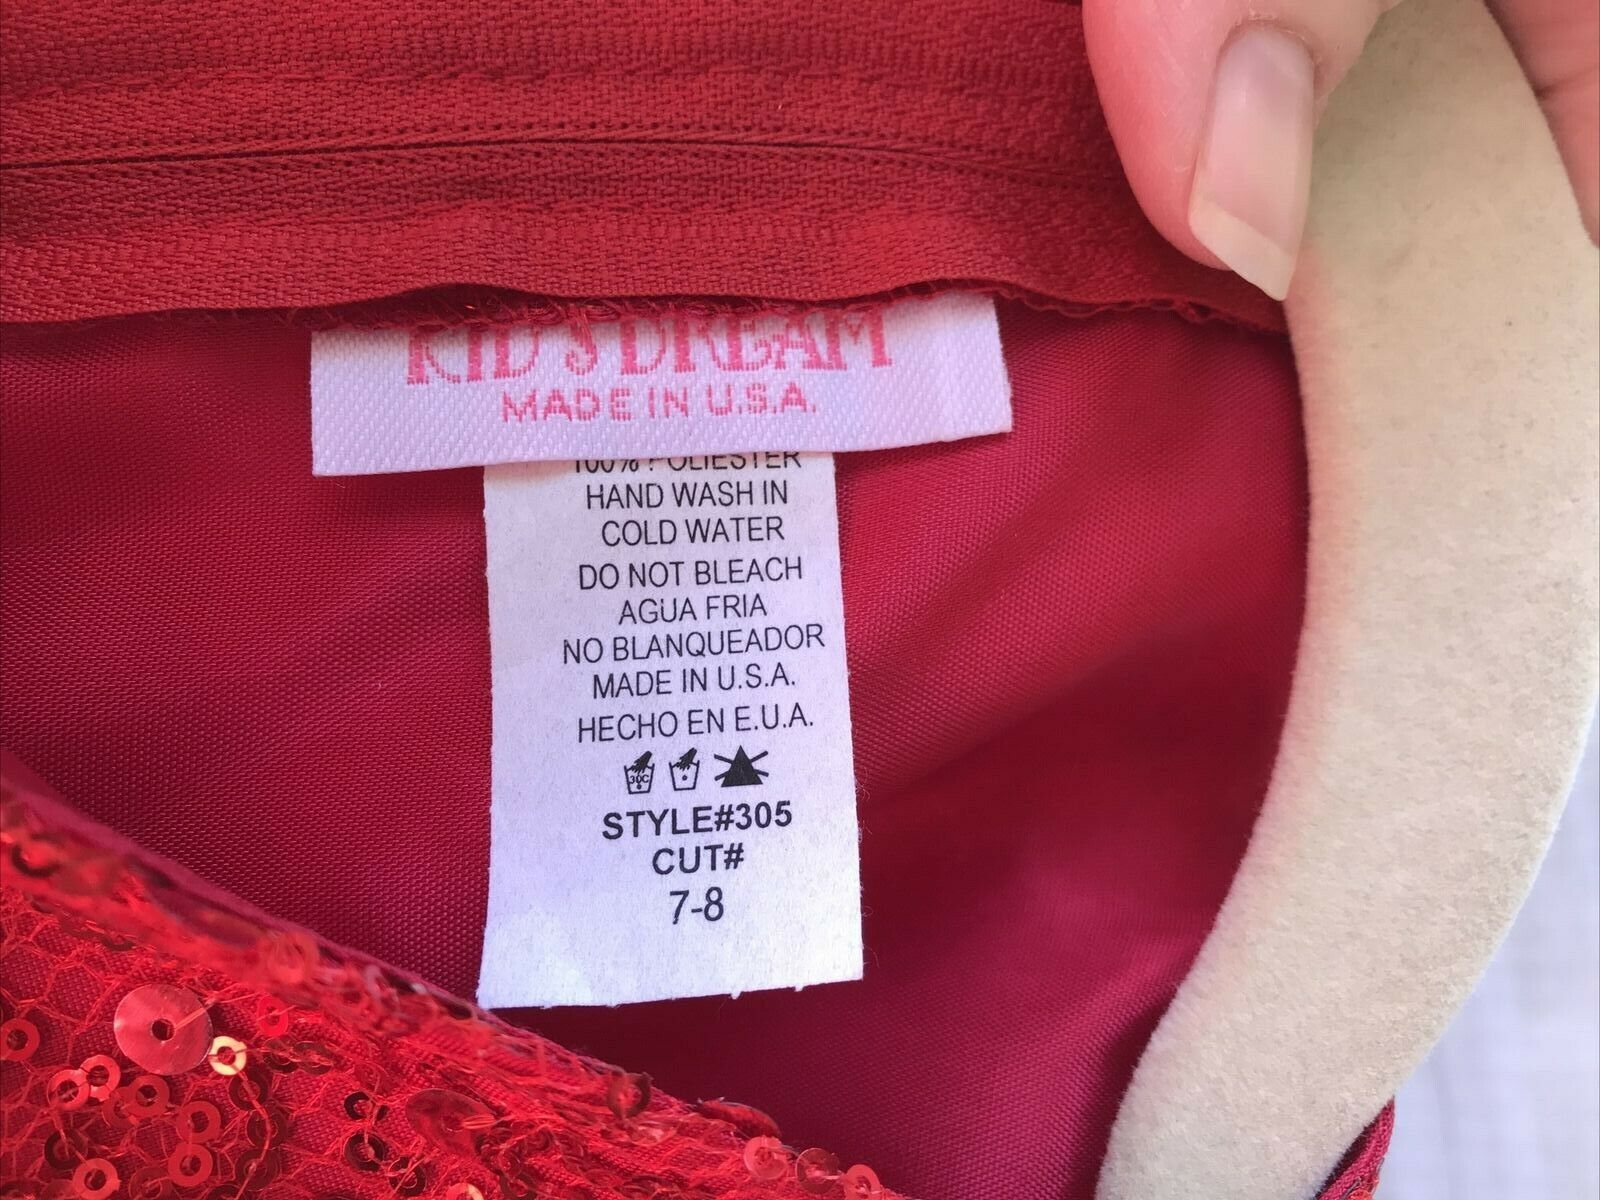 KID'S DREAM
MADE IN U.S.A.
100% POLIESTER
HAND WASH IN
COLD WATER
DO NOT BLEACH
AGUA FRIA
NO BLANQUEADOR
MADE IN U.S.A.
HECHO EN E.U.A.
30C
STYLE#305
CUT#
7-8